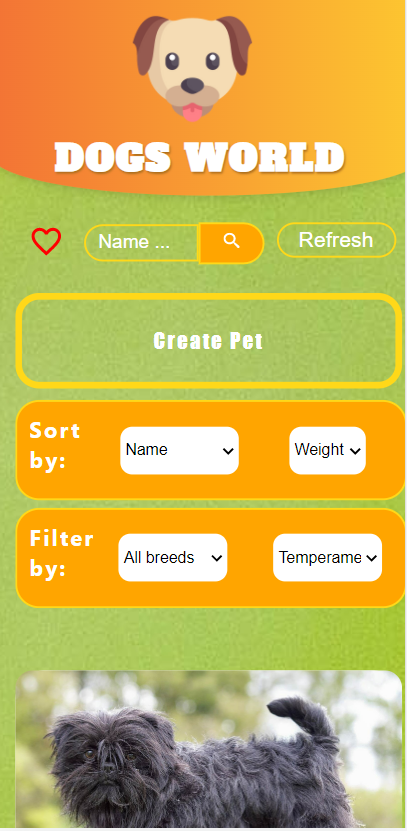 DOGS WORLD
Name ...
Refresh
Create Pet
Sort
by:
Name
Weight
Filter
by:
All breeds
Temperame